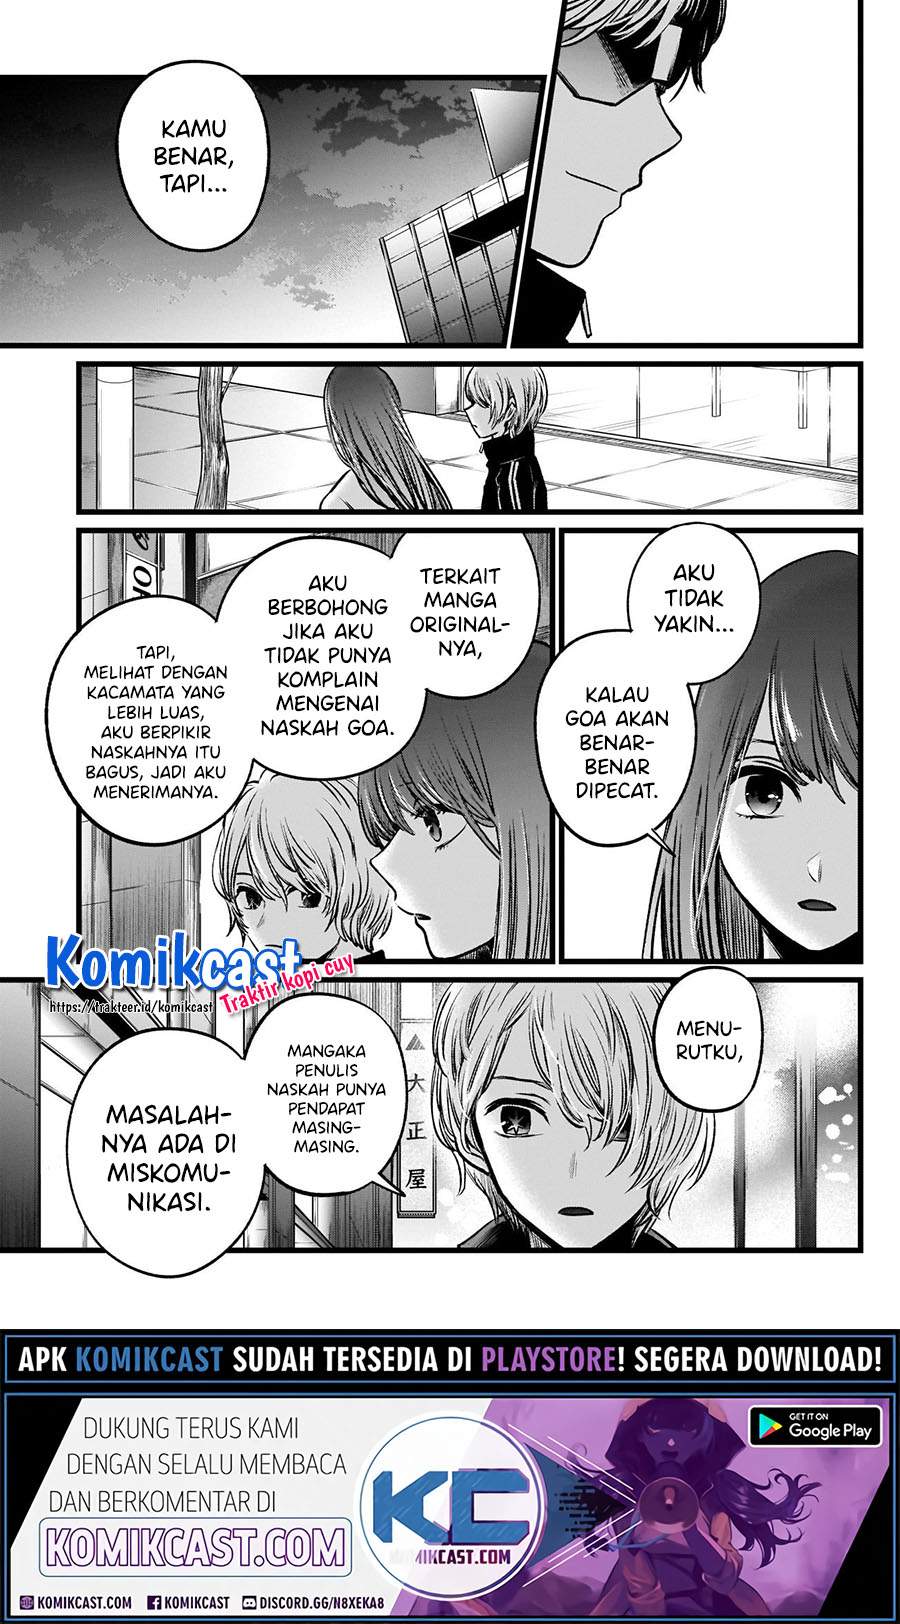 KAMU
BENAR,
TAPI...
AKU
TIDAK
YAKIN...
KALAU
GOA AKAN
BENAR-
BENAR
DIPECAT.
TERKAIT
MANGA
ORIGINAL-
NYA,
AKU
BERBOHONG
JIKA AKU
TIDAK PUNYA
KOMPLAIN
MENGENAI
NASKAH GOA.
TAPI,
MELIHAT DENGAN
KACAMATA YANG
LEBIH LUAS,
AKU BERPIKIR
NASKAHNYA ITU
BAGUS, JADI AKU
MENERIMANYA.
Komikcast
https://trakteer.id/komikcast
Traktir kopi cuy
MENU-
RUTKU,
MANGAKA
PENULIS
NASKAH PUNYA
PENDAPAT
MASING-
MASING.
▲大正屋
MASALAH-
NYA ADA DI
MISKOMU-
NIKASI.
APK KOMIKCAST SUDAH TERSEDIA DI PLAYSTORE! SEGERA DOWNLOAD!
DUKUNG TERUS KAMI
DENGAN SELALU MEMBACA
DAN BERKOMENTAR DI
KOMIKCAST.COM
KC
KOMIKCAST.COM
GET IT ON
Google Play
KOMIKCAST.COM
KOMIKCAST
DISCORD.GG/N8XEKA8